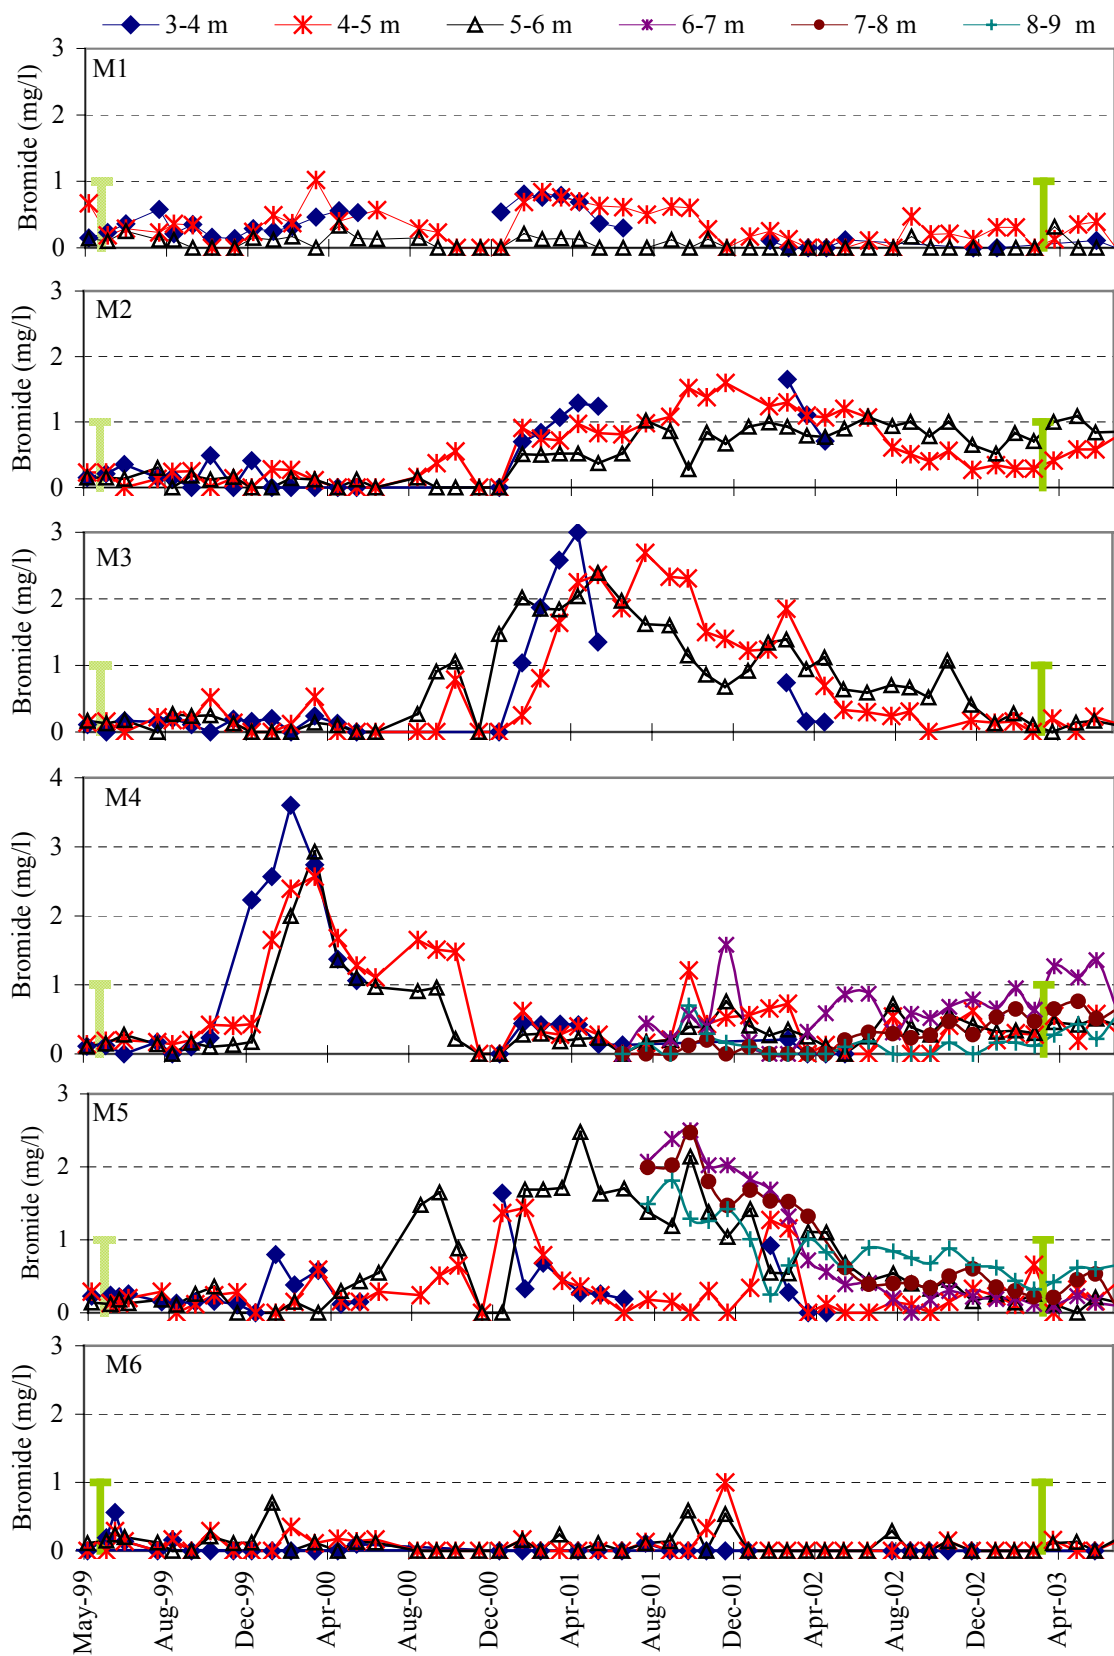 3-4 m 4-5 m 5-6 m 6-7 m 7-8 m 8-9 m
3
M1
2
1
0
Bromide (mg/l)
3
M2
2
1
0
Bromide (mg/l)
3
M3
2
1
0
Bromide (mg/l)
4
M4
3
2
1
0
Bromide (mg/l)
3
M5
2
1
0
Bromide (mg/l)
3
M6
2
1
0
Bromide (mg/l)
May-99 Aug-99 Dec-99 Apr-00 Aug-00 Dec-00 Apr-01 Aug-01 Dec-01 Apr-02 Aug-02 Dec-02 Apr-03